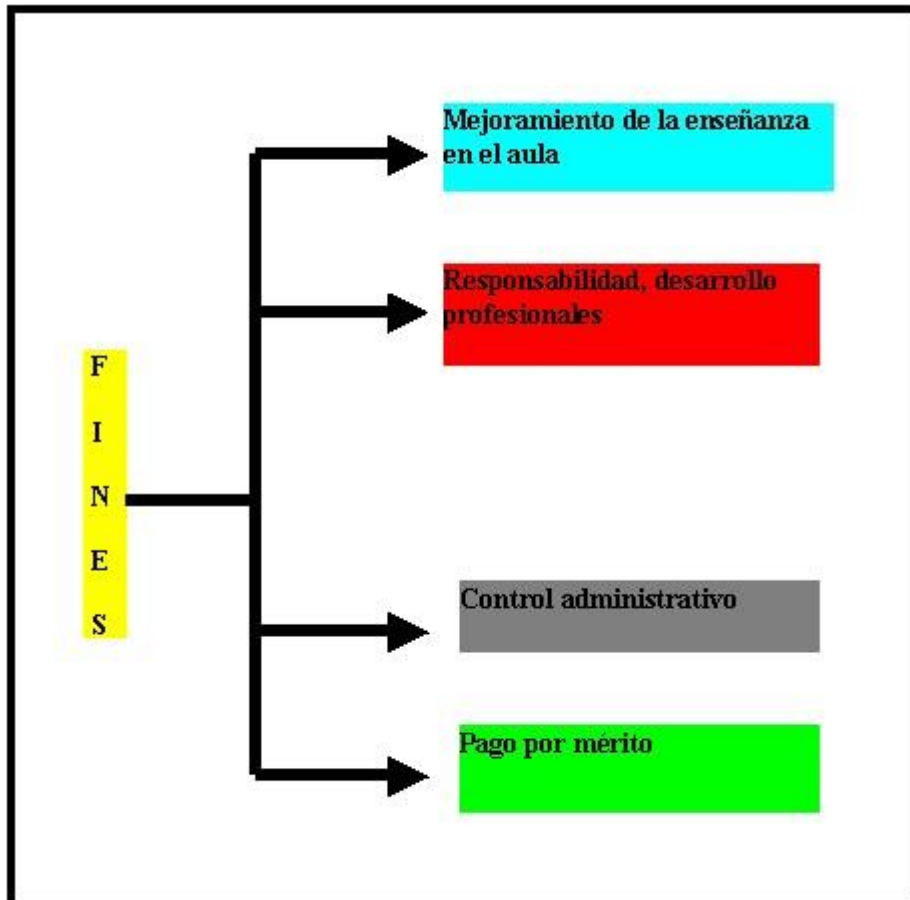 Mejoramiento de la enseñanza
en el aula
Responsabilidad, desarrollo
profesionales
F
I
N
E
S
Control administrativo
Pago por mérito